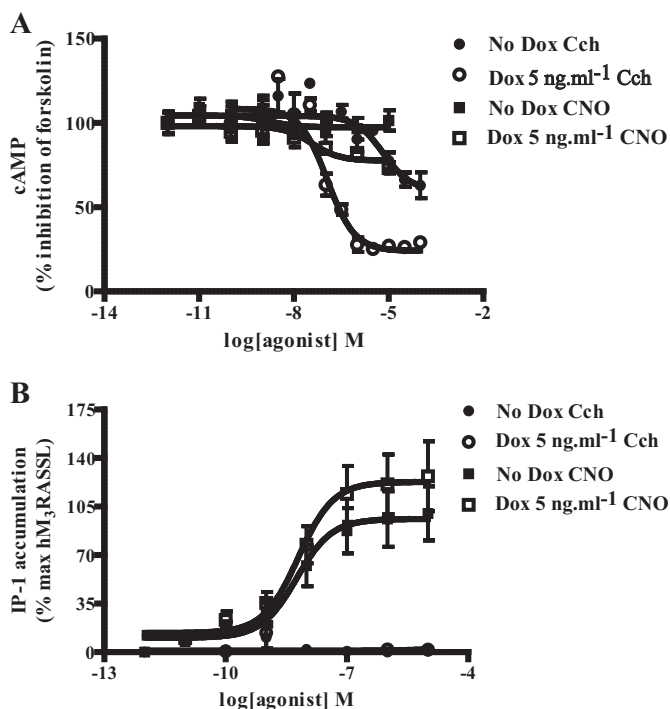 A
150
100
50
0
cAMP
(% inhibition of forskolin)
-14
-11
-8
-5
-2
log[agonist] M
No Dox Cch
Dox 5 ng.ml⁻¹ Cch
No Dox CNO
Dox 5 ng.ml⁻¹ CNO
B
175
140
105
70
35
0
IP-1 accumulation
(% max hM₃RASSL)
-13
-10
-7
-4
log[agonist] M
No Dox Cch
Dox 5 ng.ml⁻¹ Cch
No Dox CNO
Dox 5 ng.ml⁻¹ CNO